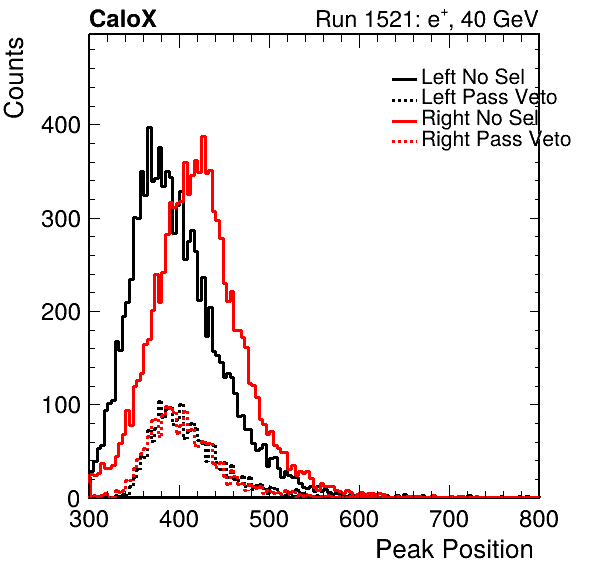 CaloX Run 1521: e+, 40 GeV
Counts
Left No Sel
Left Pass Veto
Right No Sel
Right Pass Veto
400
300
200
100
0
300 400 500 600 700 800
Peak Position